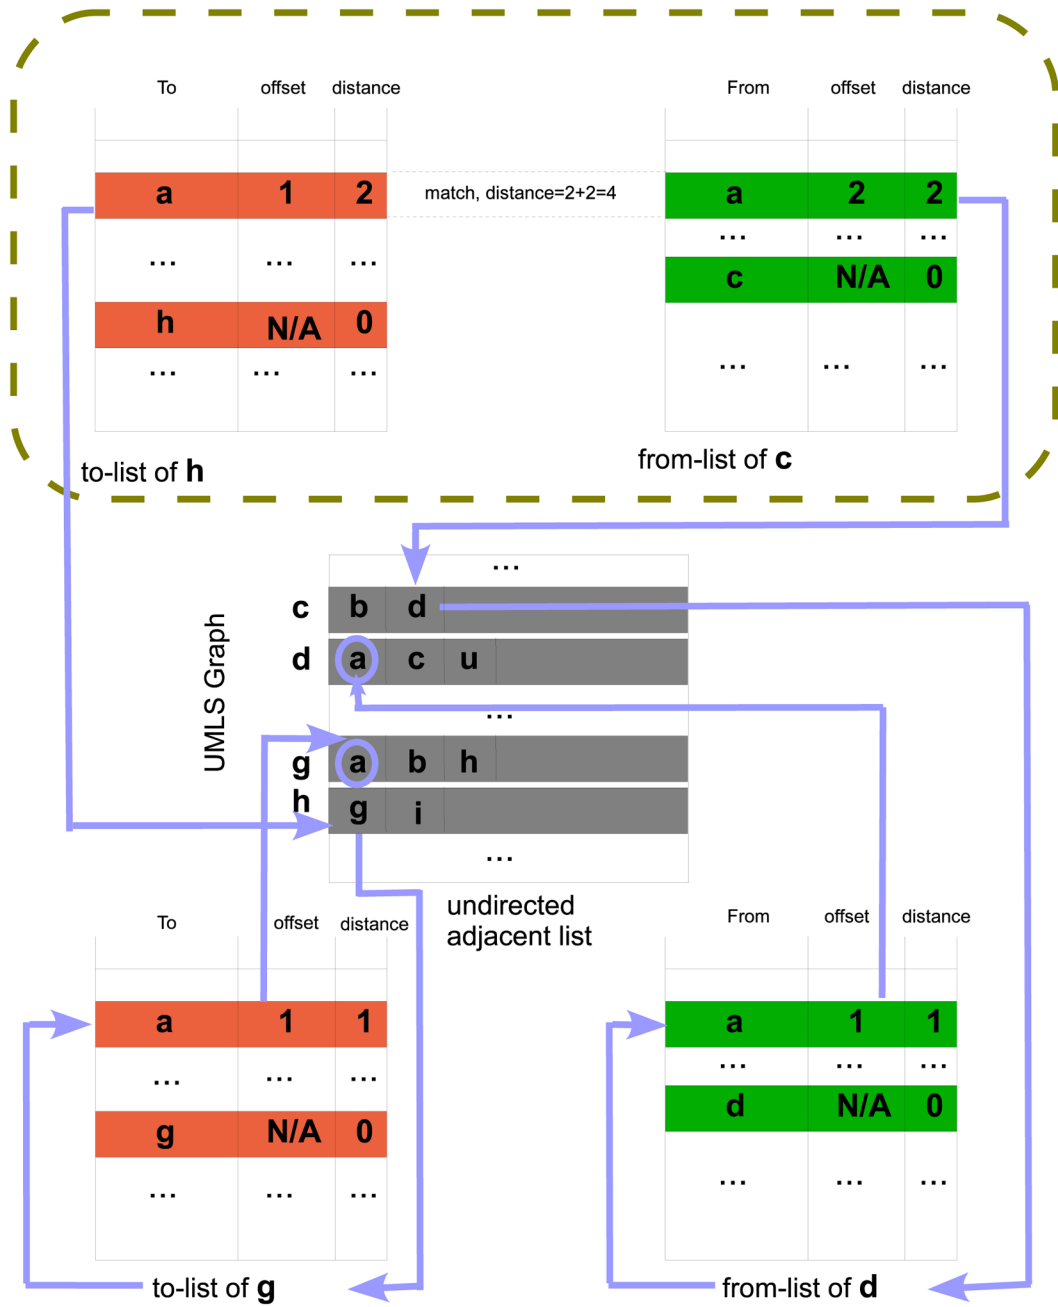 To offset distance From offset distance
a 1 2 match, distance=2+2=4 a 2 2
... ... ...
... ... ...
c N/A 0
h N/A 0
... ... ...
... ... ...
to-list of h
from-list of c
UMLS Graph
...
c b d
d a c u
...
g a b h
h g i
...
undirected
adjacent list
To offset distance From offset distance
a 1 1 a 1 1
... ... ...
... ... ...
d N/A 0
g N/A 0
... ... ...
... ... ...
to-list of g
from-list of d